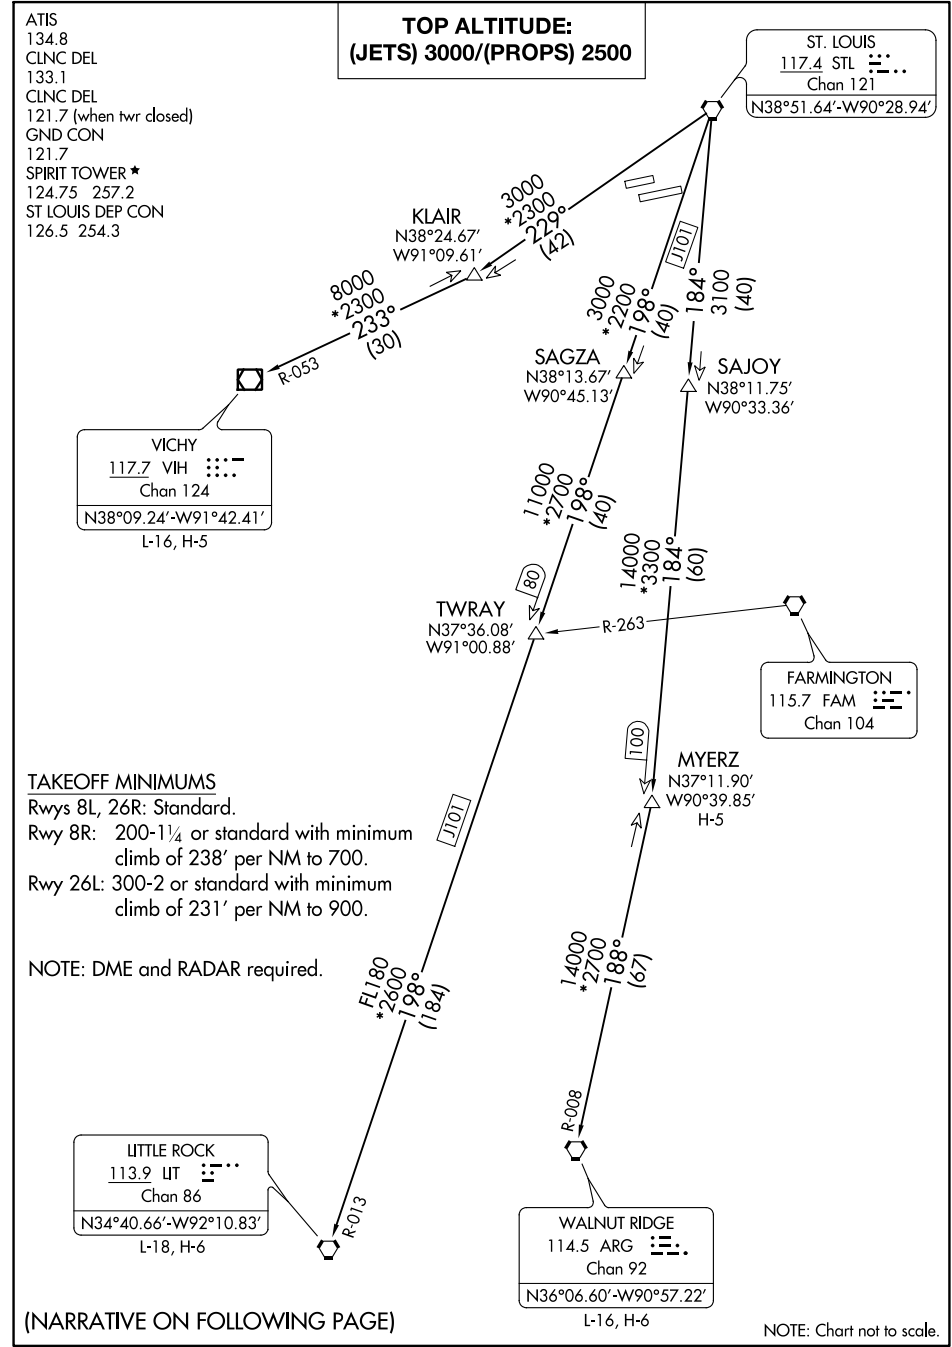 ATIS
134.8
CLNC DEL
133.1
CLNC DEL
121.7 (when twr closed)
GND CON
121.7
SPIRIT TOWER ★
124.75 257.2
ST LOUIS DEP CON
126.5 254.3
TOP ALTITUDE:
(JETS) 3000/(PROPS) 2500
ST. LOUIS
117.4 STL
Chan 121
N38°51.64′-W90°28.94′
KLAIR
N38°24.67′
W91°09.61′
3000
*2300
229°
(42)
8000
*2300
233°
(30)
R-053
VICHY
117.7 VIH
Chan 124
N38°09.24′-W91°42.41′
L-16, H-5
J101
3000
*2200
198°
(40)
184°
3100
(40)
SAGZA
N38°13.67′
W90°45.13′
SAJOY
N38°11.75′
W90°33.36′
11000
*2700
198°
(40)
14000
*3300
184°
(60)
80
TWRAY
N37°36.08′
W91°00.88′
R-263
FARMINGTON
115.7 FAM
Chan 104
100
MYERZ
N37°11.90′
W90°39.85′
H-5
TAKEOFF MINIMUMS
Rwys 8L, 26R: Standard.
Rwy 8R: 200-1¼ or standard with minimum
climb of 238′ per NM to 700.
Rwy 26L: 300-2 or standard with minimum
climb of 231′ per NM to 900.
NOTE: DME and RADAR required.
J101
FL180
*2600
198°
(184)
14000
*2700
188°
(67)
R-008
R-013
LITTLE ROCK
113.9 LIT
Chan 86
N34°40.66′-W92°10.83′
L-18, H-6
WALNUT RIDGE
114.5 ARG
Chan 92
N36°06.60′-W90°57.22′
L-16, H-6
(NARRATIVE ON FOLLOWING PAGE)
NOTE: Chart not to scale.